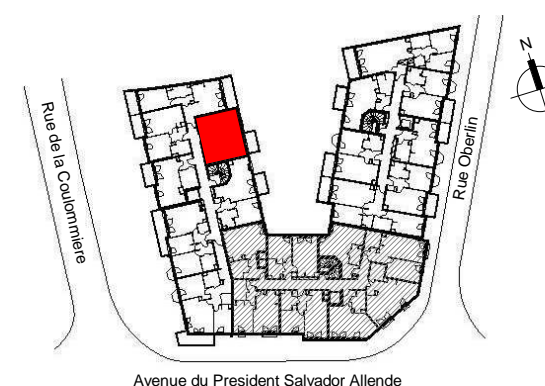 N
Rue de la Coulommiere
Rue Oberlin
Avenue du President Salvador Allende